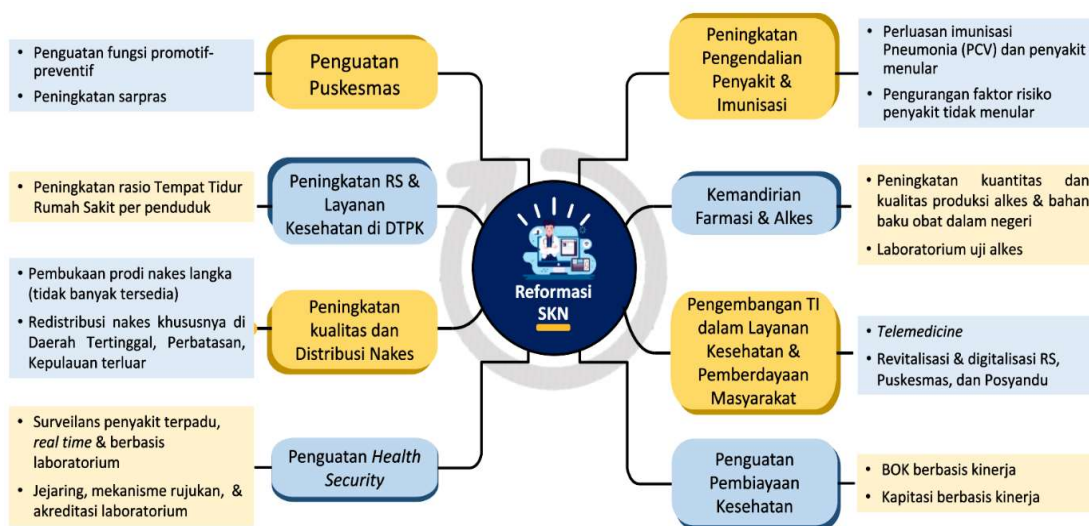 • Penguatan fungsi promotif-
preventif
• Peningkatan sarpras
Penguatan
Puskesmas
• Peningkatan rasio Tempat Tidur
Rumah Sakit per penduduk
Peningkatan RS &
Layanan
Kesehatan di DTPK
• Pembukaan prodi nakes langka
(tidak banyak tersedia)
• Redistribusi nakes khususnya di
Daerah Tertinggal, Perbatasan,
Kepulauan terluar
Peningkatan
kualitas dan
Distribusi Nakes
• Surveilans penyakit terpadu,
real time & berbasis
laboratorium
• Jejaring, mekanisme rujukan, &
akreditasi laboratorium
Penguatan Health
Security
Reformasi
SKN
Peningkatan
Pengendalian
Penyakit &
Imunisasi
• Perluasan imunisasi
Pneumonia (PCV) dan penyakit
menular
• Pengurangan faktor risiko
penyakit tidak menular
Kemandirian
Farmasi & Alkes
• Peningkatan kuantitas dan
kualitas produksi alkes & bahan
baku obat dalam negeri
• Laboratorium uji alkes
Pengembangan TI
dalam Layanan
Kesehatan &
Pemberdayaan
Masyarakat
• Telemedicine
• Revitalisasi & digitalisasi RS,
Puskesmas, dan Posyandu
Penguatan
Pembiayaan
Kesehatan
• BOK berbasis kinerja
• Kapitasi berbasis kinerja